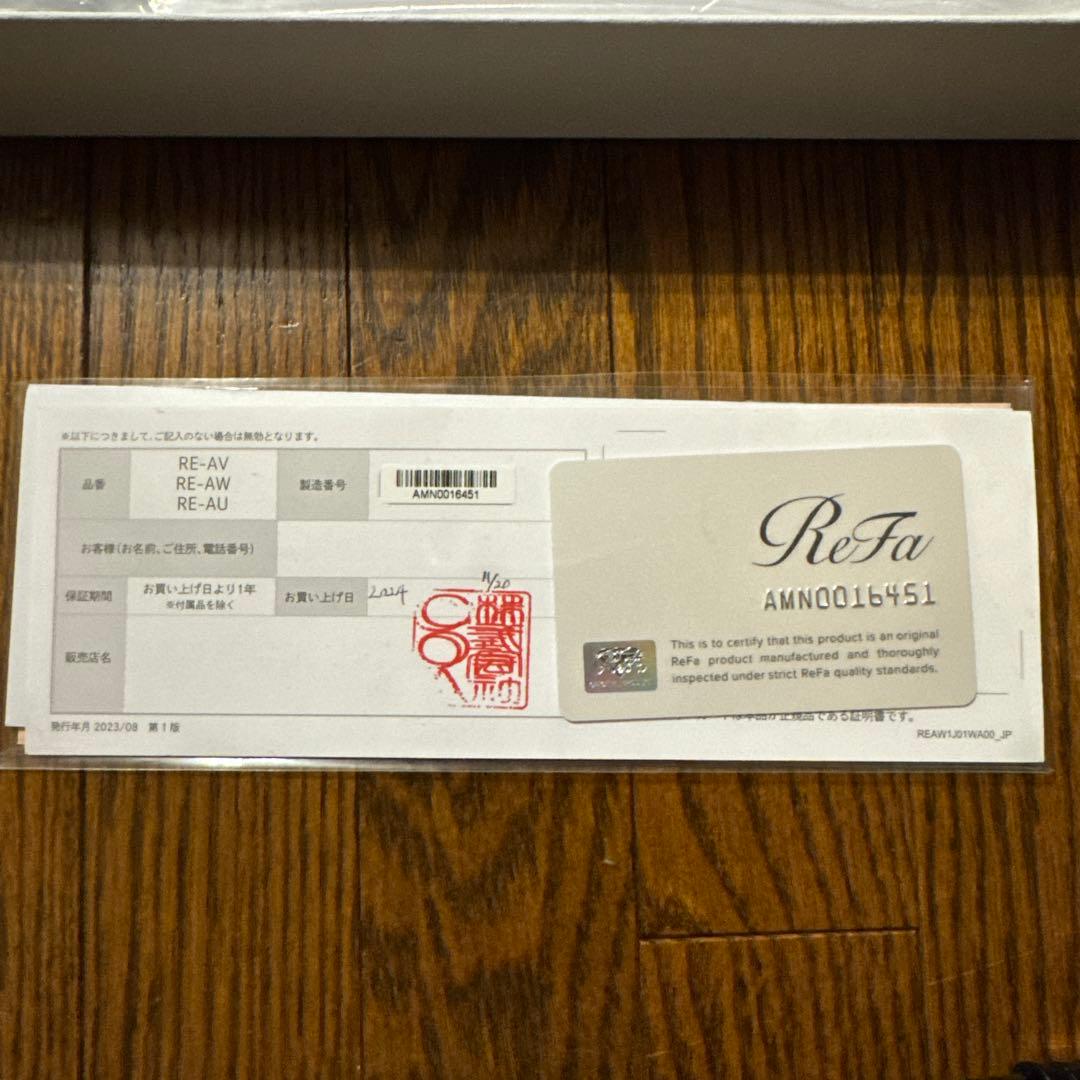 ※以下につきまして、ご記入のない場合は無効となります。
品番
RE-AV
RE-AW
RE-AU
製造番号
AMN0016451
お客様(お名前、ご住所、電話番号)
保証期間
お買い上げ日より1年
※付属品を除く
お買い上げ日
2024 11/20
販売店名
株式会社
発行年月 2023/08 第1版
ReFa
AMN0016451
This is to certify that this product is an original
ReFa product manufactured and thoroughly
inspected under strict ReFa quality standards.
本品が正規品である証明書です。
REAW1J01WA00_JP